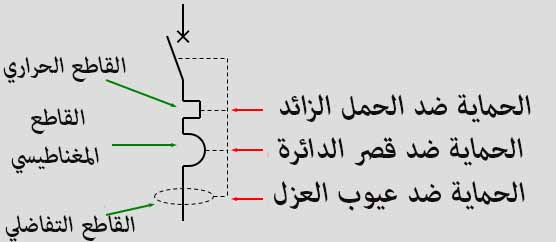 القاطع الحراري
الحماية ضد الحمل الزائد
القاطع
المغناطيسي
الحماية ضد قصر الدائرة
الحماية ضد عيوب العزل
القاطع التفاضلي